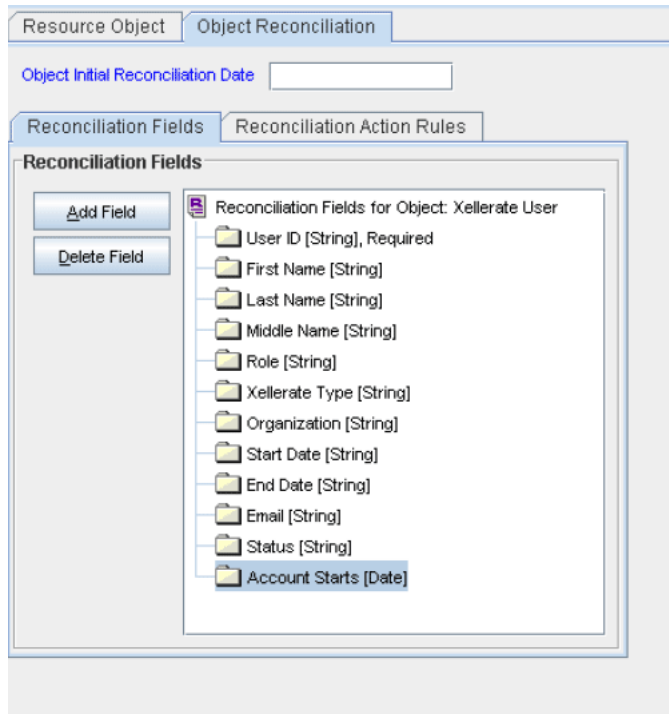 Resource Object
Object Reconciliation
Object Initial Reconciliation Date
Reconciliation Fields
Reconciliation Action Rules
Reconciliation Fields
Add Field
Delete Field
Reconciliation Fields for Object: Xellerate User
User ID [String], Required
First Name [String]
Last Name [String]
Middle Name [String]
Role [String]
Xellerate Type [String]
Organization [String]
Start Date [String]
End Date [String]
Email [String]
Status [String]
Account Starts [Date]